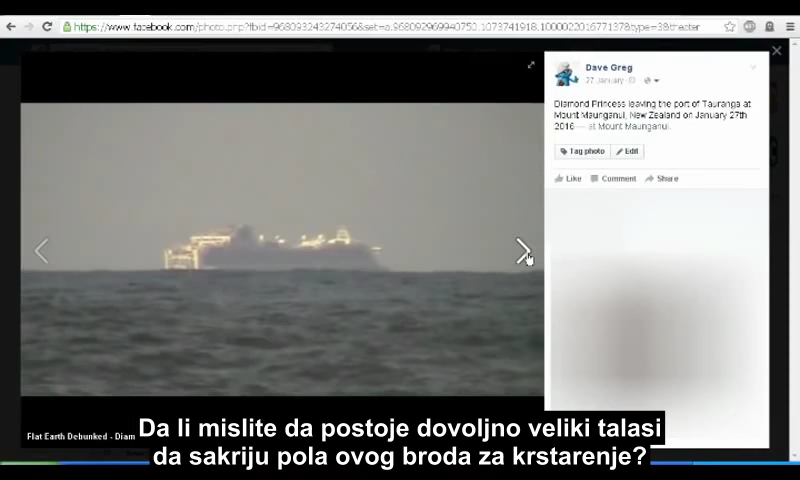 https://www.facebook.com/photo.php?fbid=968093243274056&set=a.968092969940750.1073741918.100002201677137&type=3&theater
Dave Greg
27 January
Diamond Princess leaving the port of Tauranga at
Mount Maunganui, New Zealand on January 27th
2016 — at Mount Maunganui.
Tag photo Edit
Like Comment Share
Flat Earth Debunked - Diam
Da li mislite da postoje dovoljno veliki talasi
da sakriju pola ovog broda za krstarenje?